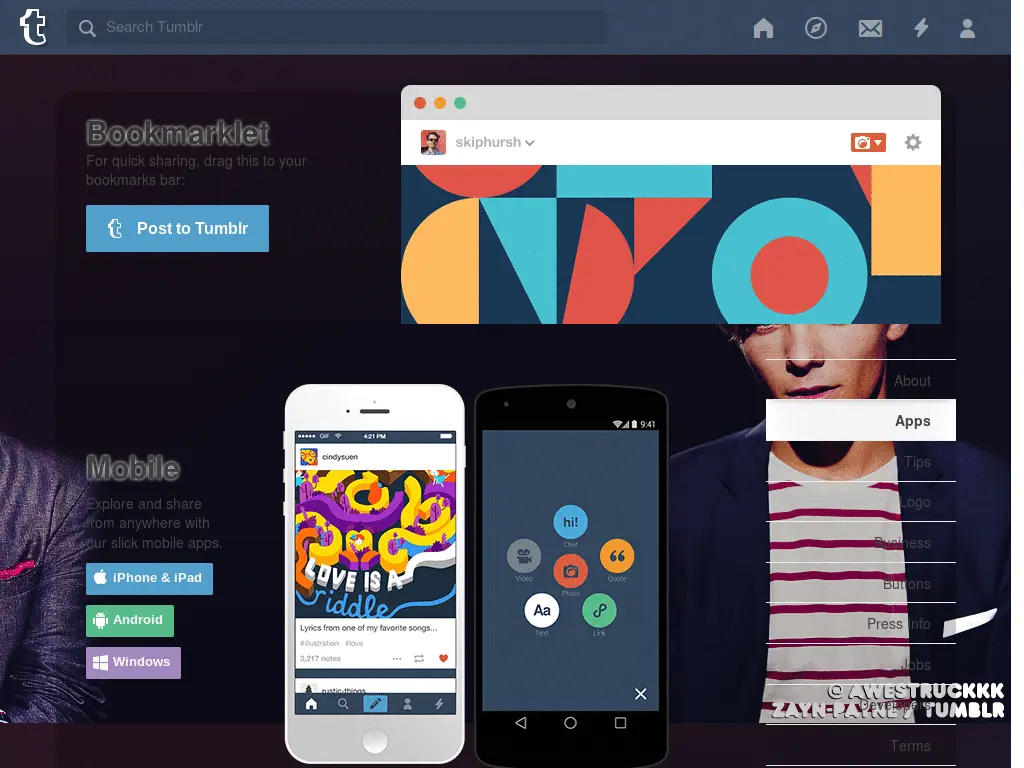 Search Tumblr
Bookmarklet
For quick sharing, drag this to your
bookmarks bar:
Post to Tumblr
skiphursh
About
Apps
Tips
Logo
Business
Buttons
Press Info
Jobs
Developers
Terms
Mobile
Explore and share
from anywhere with
our slick mobile apps.
iPhone & iPad
Android
Windows
GIF
4:21 PM
cindysuen
LOVE IS A
riddle
Lyrics from one of my favorite songs...
#illustration #love
3,217 notes
rustic-things
9:41
hi!
Chat
Video
Quote
Photo
Aa
Text
Link
@ AWESTRUCKKK
ZAYN-PAYNE / TUMBLR